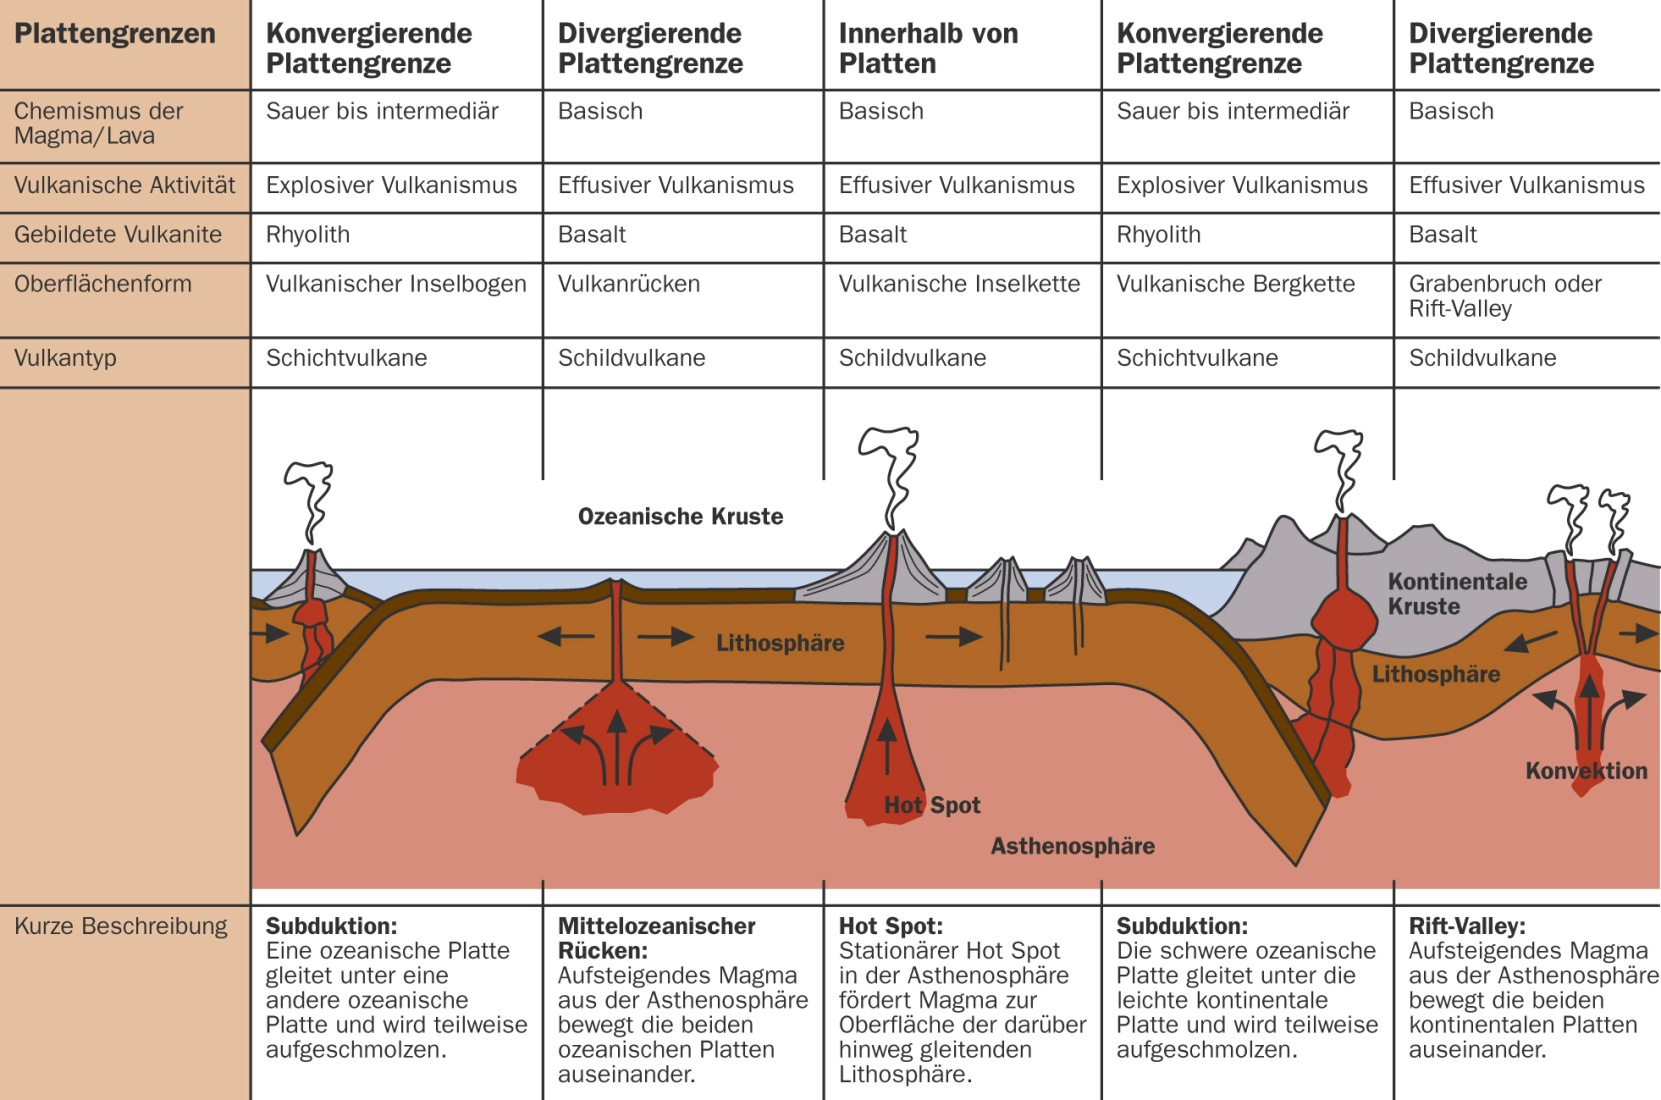 Plattengrenzen
Konvergierende
Plattengrenze
Divergierende
Plattengrenze
Innerhalb von
Platten
Konvergierende
Plattengrenze
Divergierende
Plattengrenze
Chemismus der
Magma/Lava
Sauer bis intermediär
Basisch
Basisch
Sauer bis intermediär
Basisch
Vulkanische Aktivität
Explosiver Vulkanismus
Effusiver Vulkanismus
Effusiver Vulkanismus
Explosiver Vulkanismus
Effusiver Vulkanismus
Gebildete Vulkanite
Rhyolith
Basalt
Basalt
Rhyolith
Basalt
Oberflächenform
Vulkanischer Inselbogen
Vulkanrücken
Vulkanische Inselkette
Vulkanische Bergkette
Grabenbruch oder
Rift-Valley
Vulkantyp
Schichtvulkane
Schildvulkane
Schildvulkane
Schichtvulkane
Schildvulkane
Ozeanische Kruste
Kontinentale
Kruste
Lithosphäre
Lithosphäre
Konvektion
Hot Spot
Asthenosphäre
Kurze Beschreibung
Subduktion:
Eine ozeanische Platte
gleitet unter eine
andere ozeanische
Platte und wird teilweise
aufgeschmolzen.
Mittelozeanischer
Rücken:
Aufsteigendes Magma
aus der Asthenosphäre
bewegt die beiden
ozeanischen Platten
auseinander.
Hot Spot:
Stationärer Hot Spot
in der Asthenosphäre
fördert Magma zur
Oberfläche der darüber
hinweg gleitenden
Lithosphäre.
Subduktion:
Die schwere ozeanische
Platte gleitet unter die
leichte kontinentale
Platte und wird teilweise
aufgeschmolzen.
Rift-Valley:
Aufsteigendes Magma
aus der Asthenosphäre
bewegt die beiden
kontinentalen Platten
auseinander.